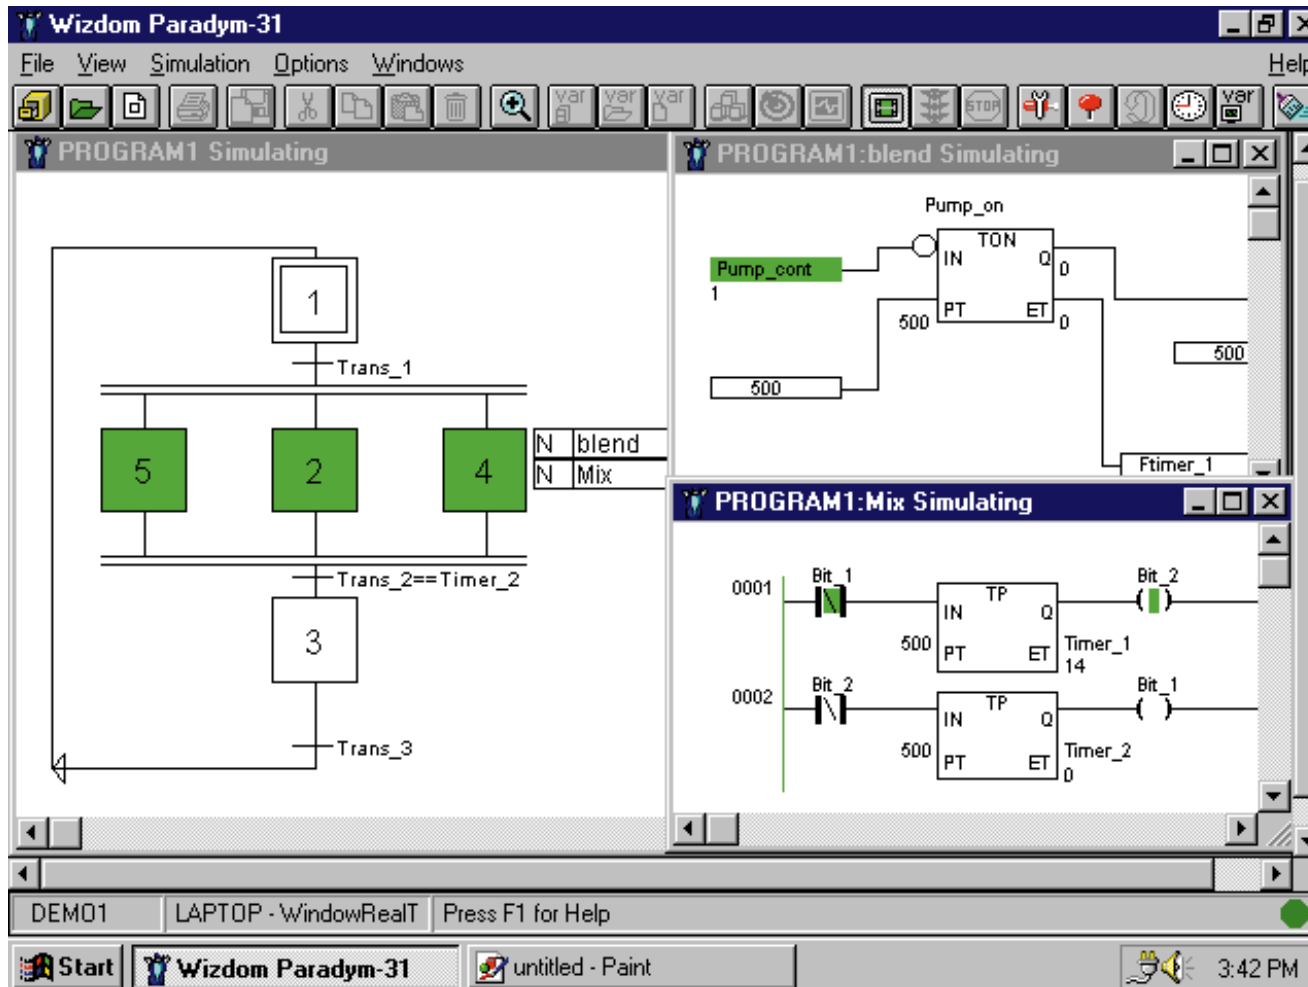 Wizdom Paradym-31
File View Simulation Options Windows Help
var var var STOP var
PROGRAM1 Simulating
1
Trans_1
5 2 4
N blend
N Mix
Trans_2==Timer_2
3
Trans_3
PROGRAM1:blend Simulating
Pump_on
TON
Pump_cont IN Q
1 0
500 PT ET 0
500
500
Ftimer_1
PROGRAM1:Mix Simulating
0001 Bit_1 TP Bit_2
IN Q
500 PT ET Timer_1
14
0002 Bit_2 TP Bit_1
IN Q
500 PT ET Timer_2
0
DEMO1 LAPTOP - WindowRealT Press F1 for Help
Start Wizdom Paradym-31 untitled - Paint 3:42 PM